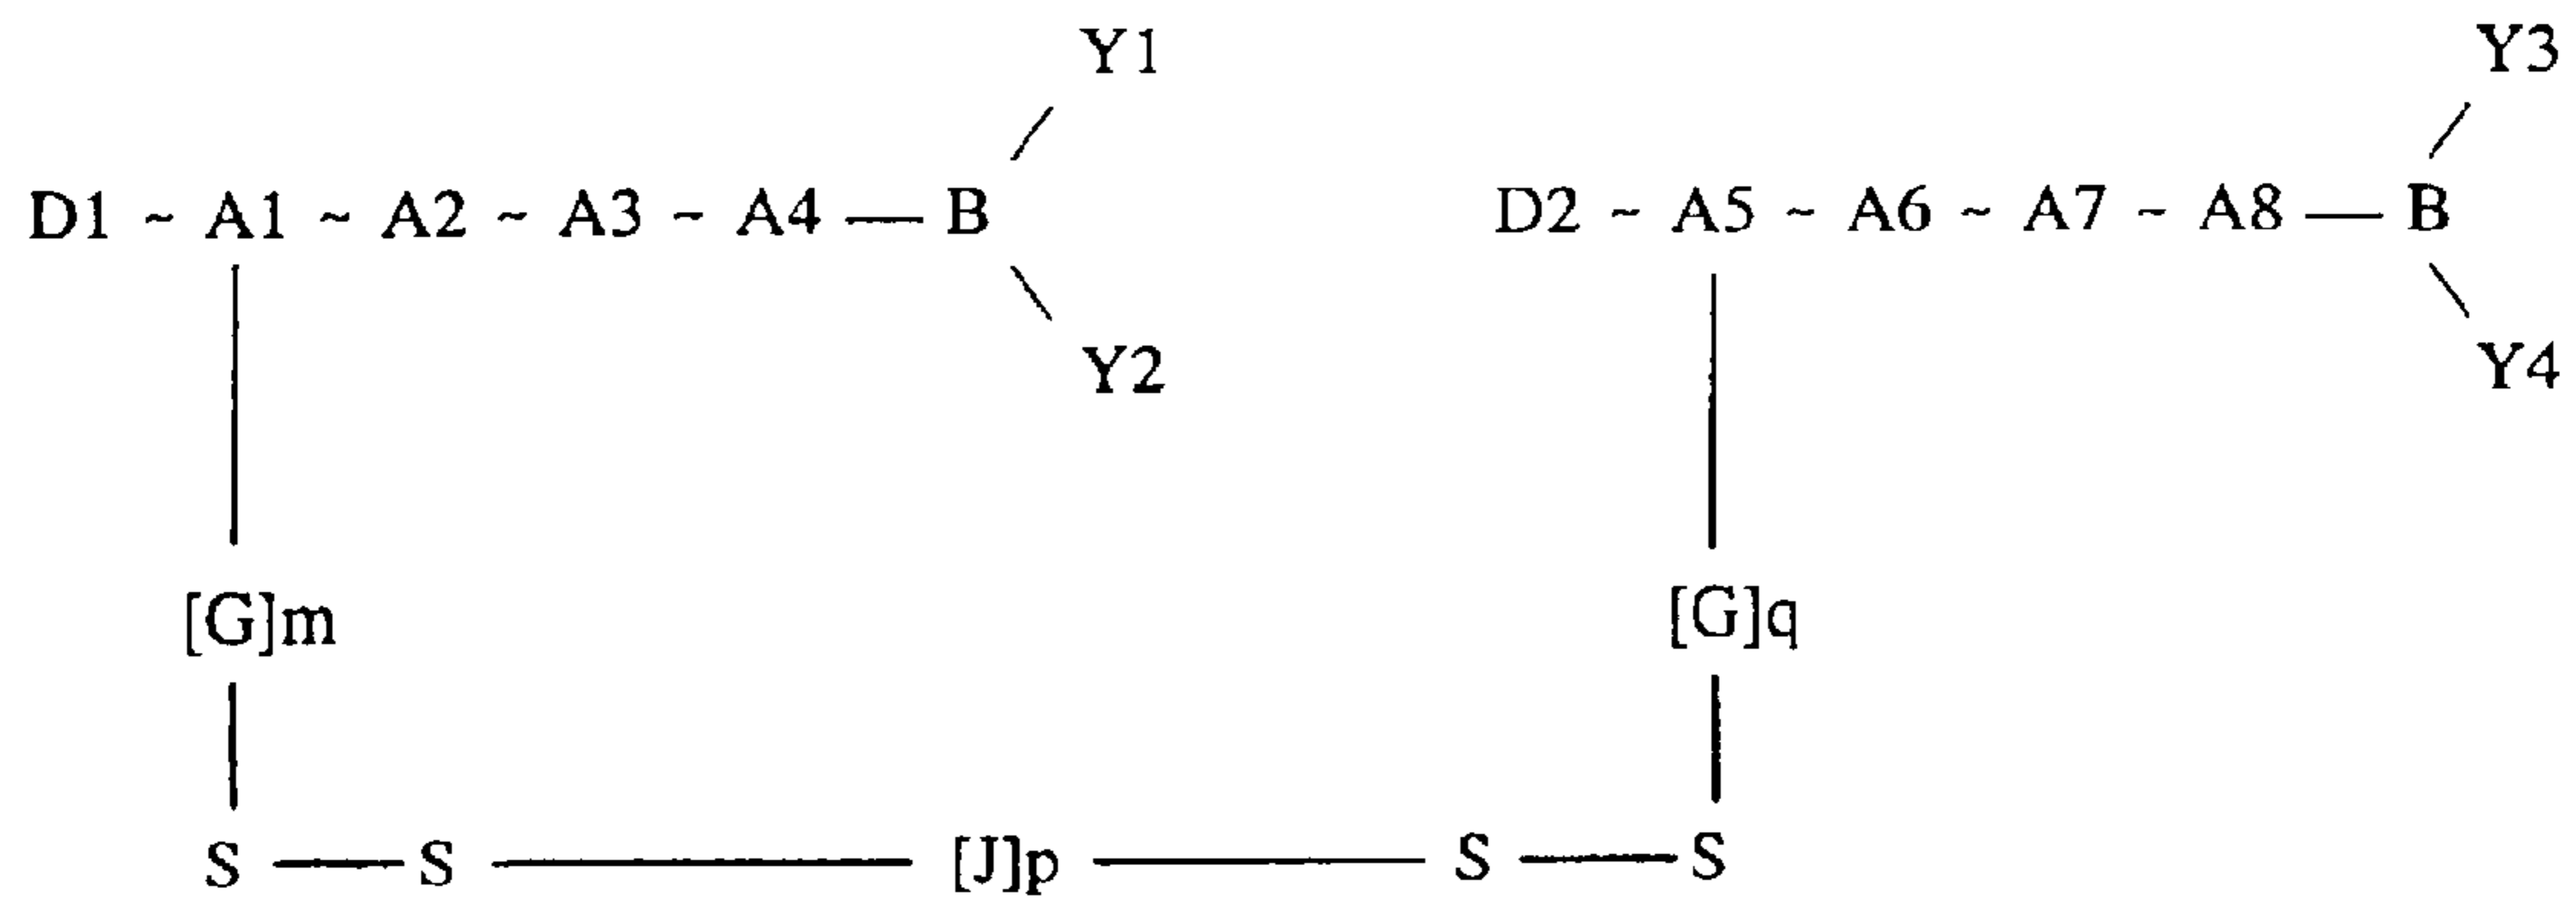 Y1 Y3
D1 ~ A1 ~ A2 ~ A3 ~ A4 — B D2 ~ A5 ~ A6 ~ A7 ~ A8 — B
Y2 Y4
[G]m [G]q
S — S — [J]p — S — S